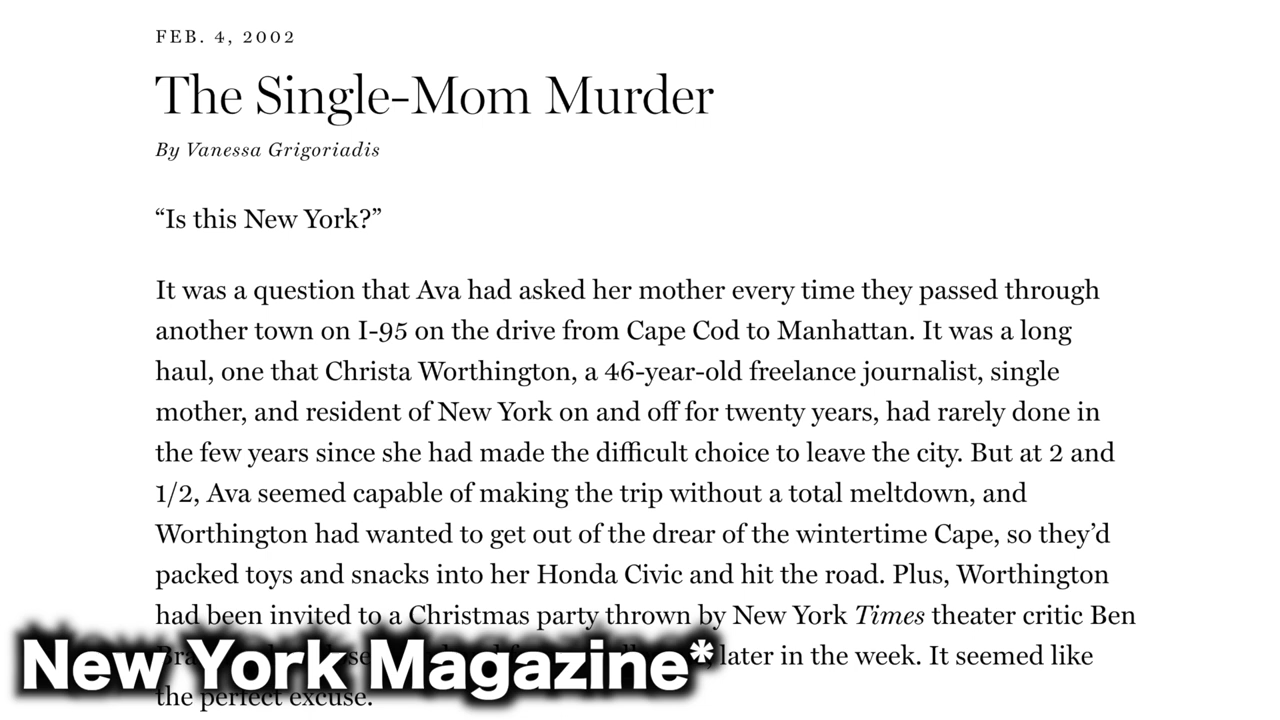 FEB. 4, 2002
The Single-Mom Murder
By Vanessa Grigoriadis
“Is this New York?”
It was a question that Ava had asked her mother every time they passed through
another town on I-95 on the drive from Cape Cod to Manhattan. It was a long
haul, one that Christa Worthington, a 46-year-old freelance journalist, single
mother, and resident of New York on and off for twenty years, had rarely done in
the few years since she had made the difficult choice to leave the city. But at 2 and
1/2, Ava seemed capable of making the trip without a total meltdown, and
Worthington had wanted to get out of the drear of the wintertime Cape, so they’d
packed toys and snacks into her Honda Civic and hit the road. Plus, Worthington
had been invited to a Christmas party thrown by New York Times theater critic Ben
later in the week. It seemed like
New York Magazine*
the perfect excuse.